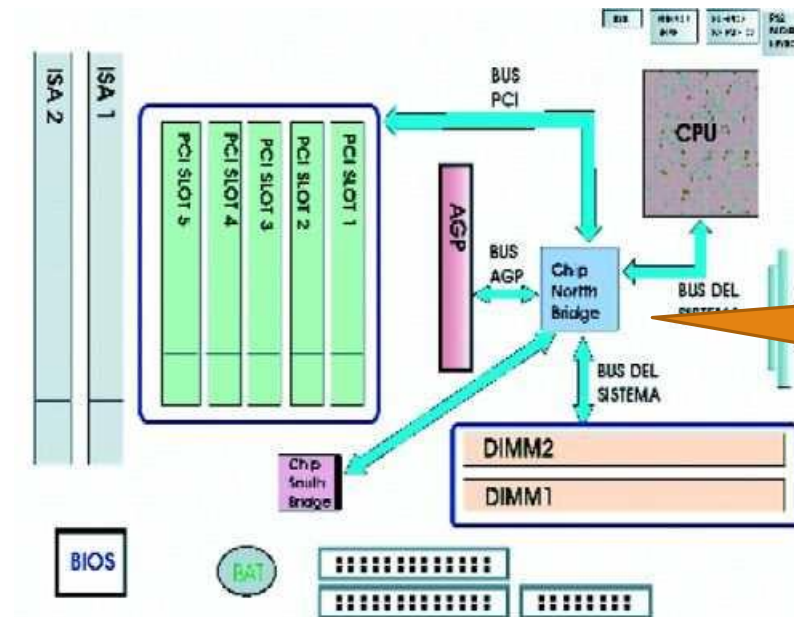 BUS
PCI
CPU
ISA 2
ISA 1
PCI SLOT 5
PCI SLOT 4
PCI SLOT 3
PCI SLOT 2
PCI SLOT 1
AGP
BUS
AGP
Chip
North
Bridge
BUS DEL
SISTEMA
BUS DEL
SISTEMA
Chip
South
Bridge
DIMM2
DIMM1
BIOS
BAT